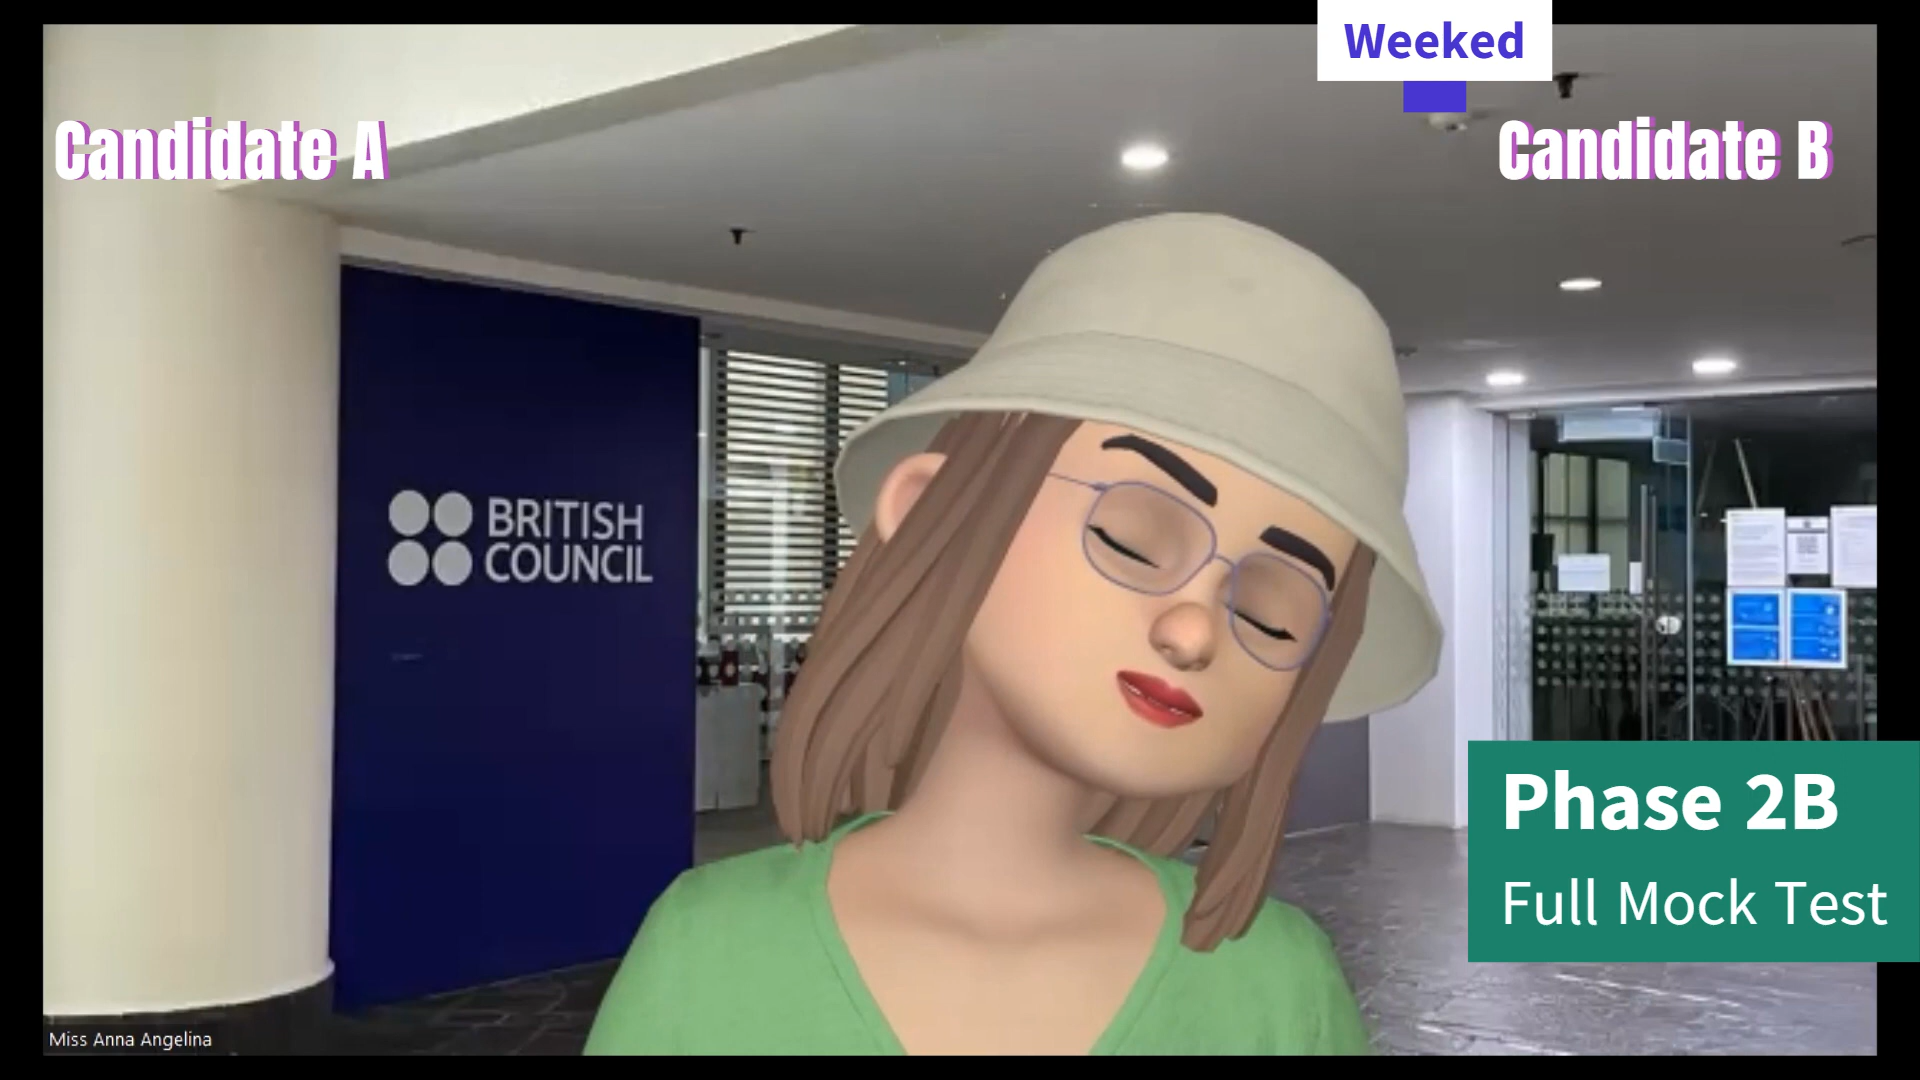 Weeked
Candidate A
Candidate B
BRITISH
COUNCIL
Phase 2B
Full Mock Test
Miss Anna Angelina